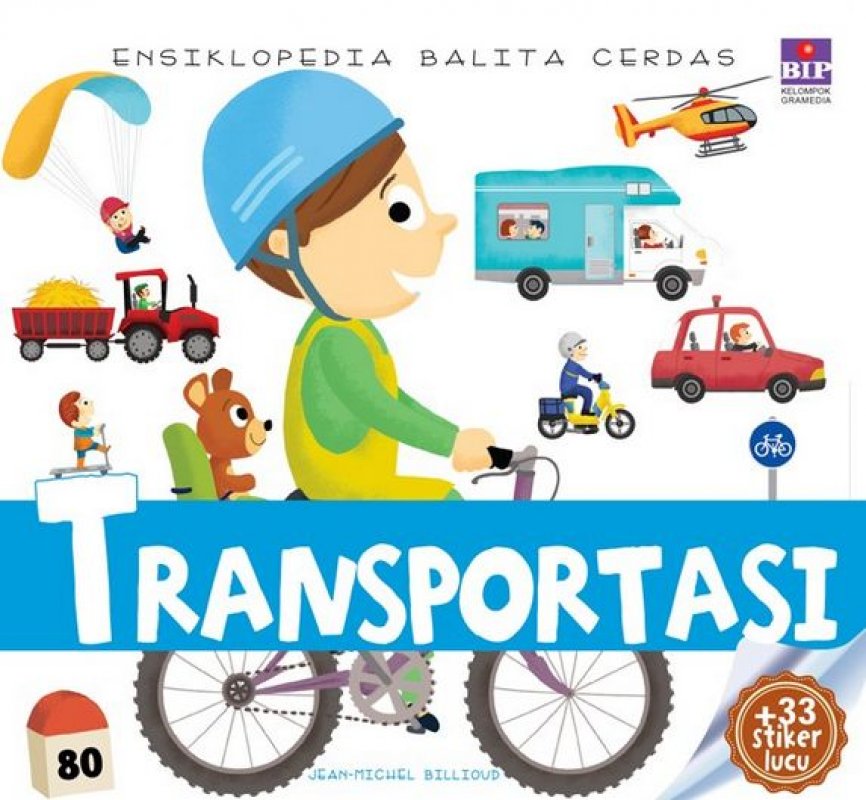 ENSIKLOPEDIA BALITA CERDAS
BIP
KELOMPOK
GRAMEDIA
TRANSPORTASI
80
+33
stiker
lucu
JEAN-MICHEL BILLIOUD